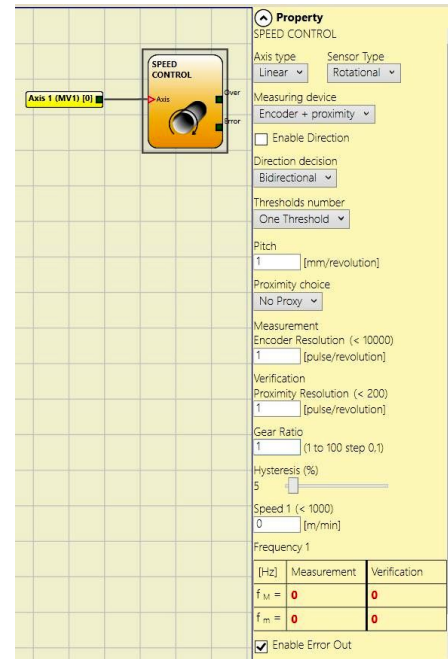 SPEED
CONTROL
Axis 1 (MV1) [0]
Axis
Over
Error
Property
SPEED CONTROL
Axis type Sensor Type
Linear Rotational
Measuring device
Encoder + proximity
Enable Direction
Direction decision
Bidirectional
Thresholds number
One Threshold
Pitch
1 [mm/revolution]
Proximity choice
No Proxy
Measurement
Encoder Resolution (< 10000)
1 [pulse/revolution]
Verification
Proximity Resolution (< 200)
1 [pulse/revolution]
Gear Ratio
1 (1 to 100 step 0,1)
Hysteresis (%)
5
Speed 1 (< 1000)
0 [m/min]
Frequency 1
[Hz] Measurement Verification
f M = 0 0
f m = 0 0
Enable Error Out